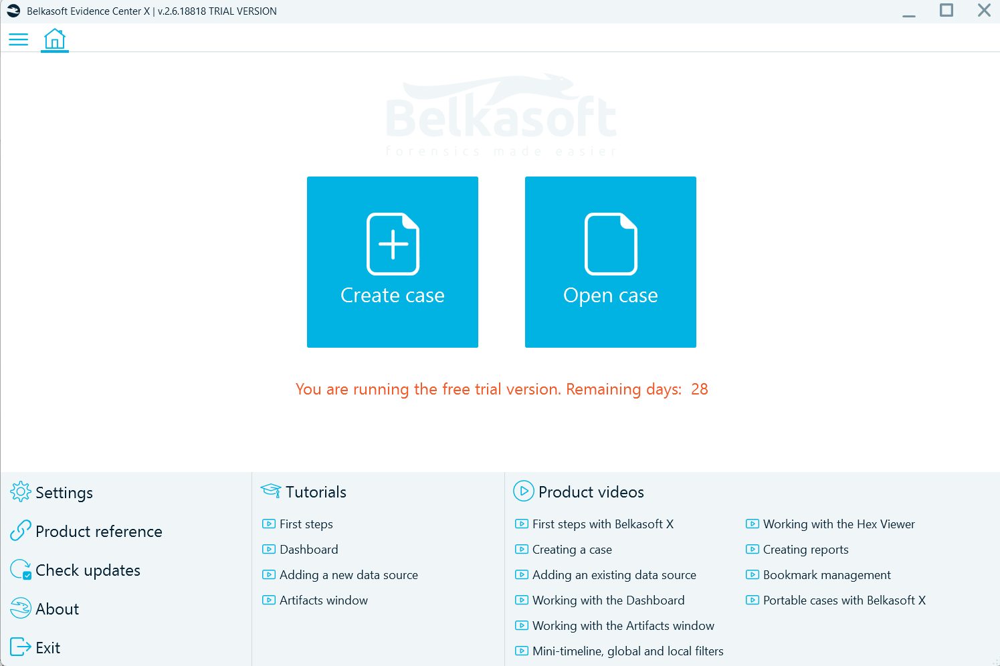 Belkasoft Evidence Center X | v.2.6.18818 TRIAL VERSION
Belkasoft
forensics made easier
Create case
Open case
You are running the free trial version. Remaining days: 28
Settings
Product reference
Check updates
About
Exit
Tutorials
First steps
Dashboard
Adding a new data source
Artifacts window
Product videos
First steps with Belkasoft X
Creating a case
Adding an existing data source
Working with the Dashboard
Working with the Artifacts window
Mini-timeline, global and local filters
Working with the Hex Viewer
Creating reports
Bookmark management
Portable cases with Belkasoft X